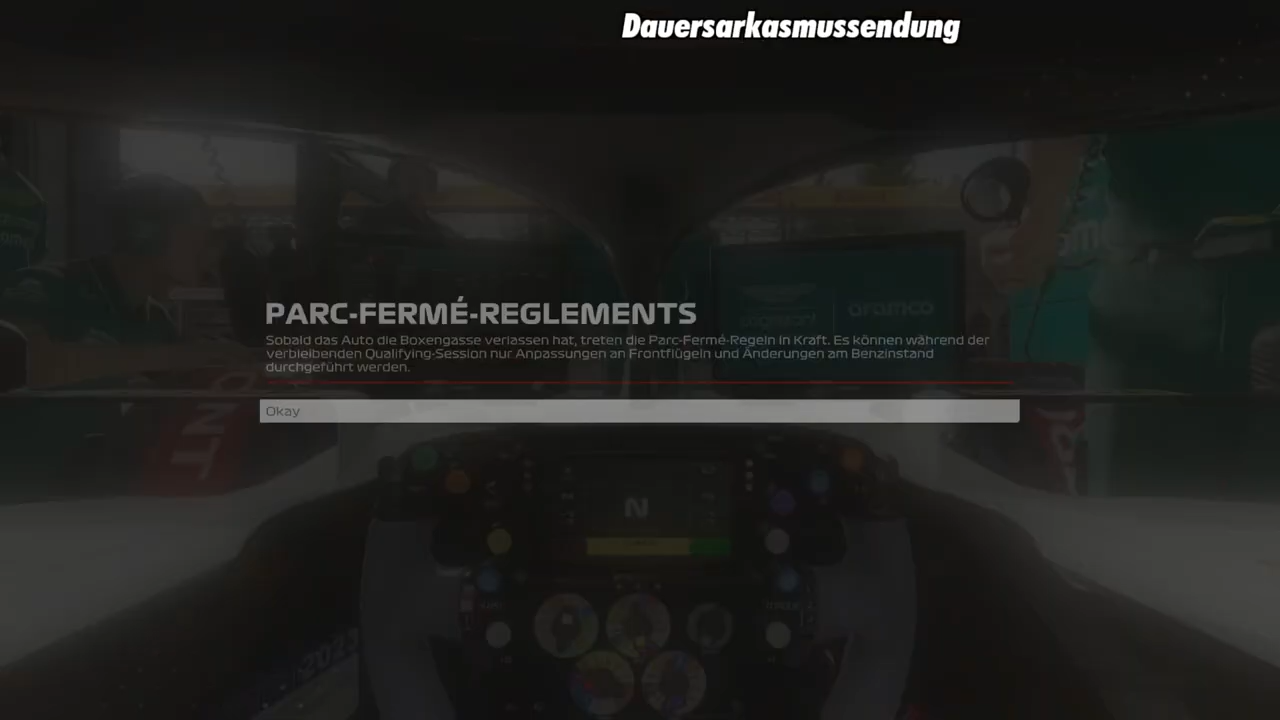 Dauersarkasmussendung
PARC-FERMÉ-REGLEMENTS
Sobald das Auto die Boxengasse verlassen hat, treten die Parc-Fermé-Regeln in Kraft. Es können während der
verbleibenden Qualifying-Session nur Anpassungen an Frontflügeln und Änderungen am Benzinstand
durchgeführt werden.
Okay
aramco
N